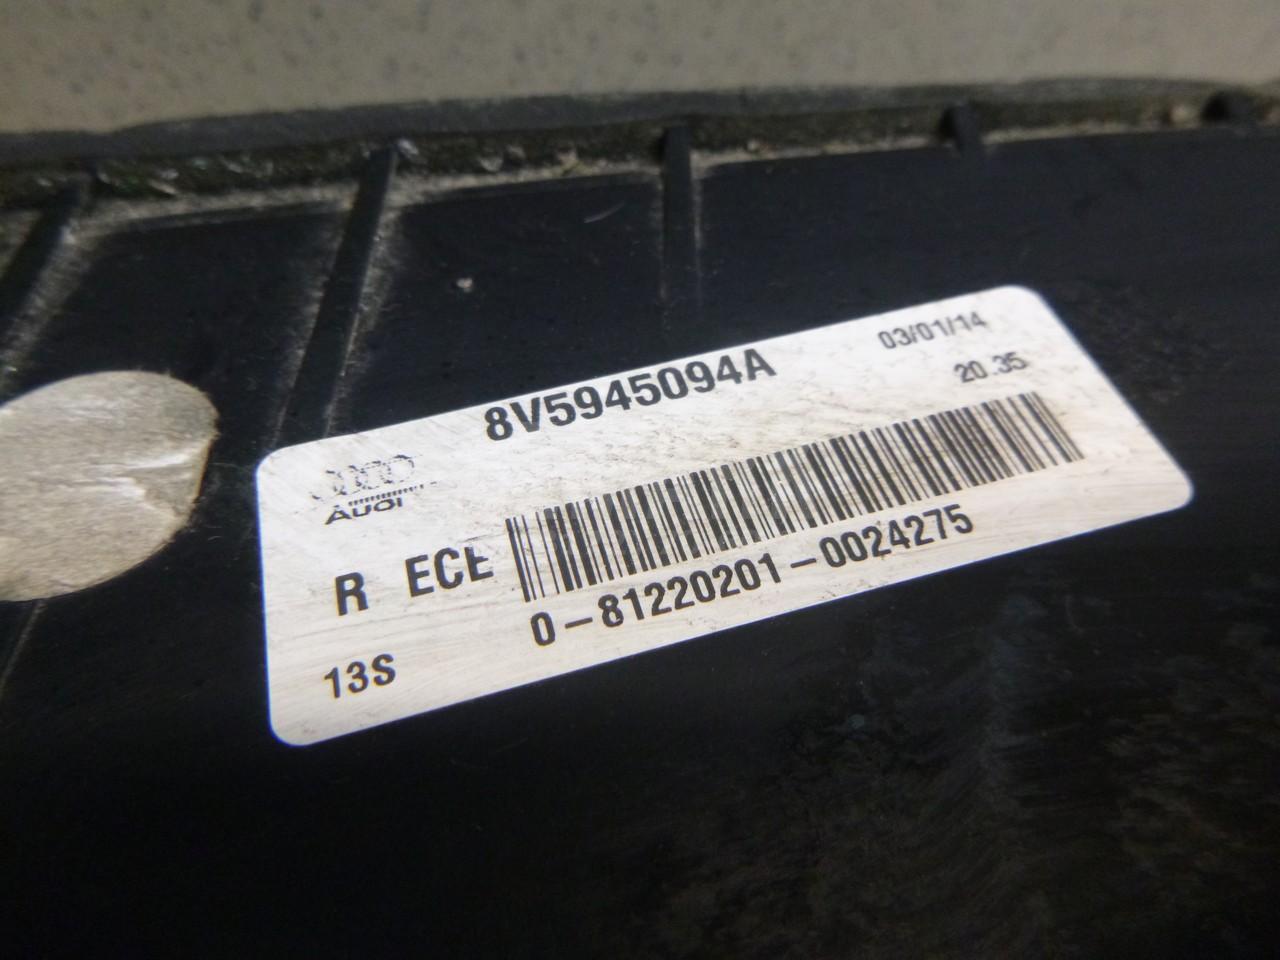 8V5945094A
03/01/14
20.35
AUDI
R ECE
0-81220201-0024275
13S